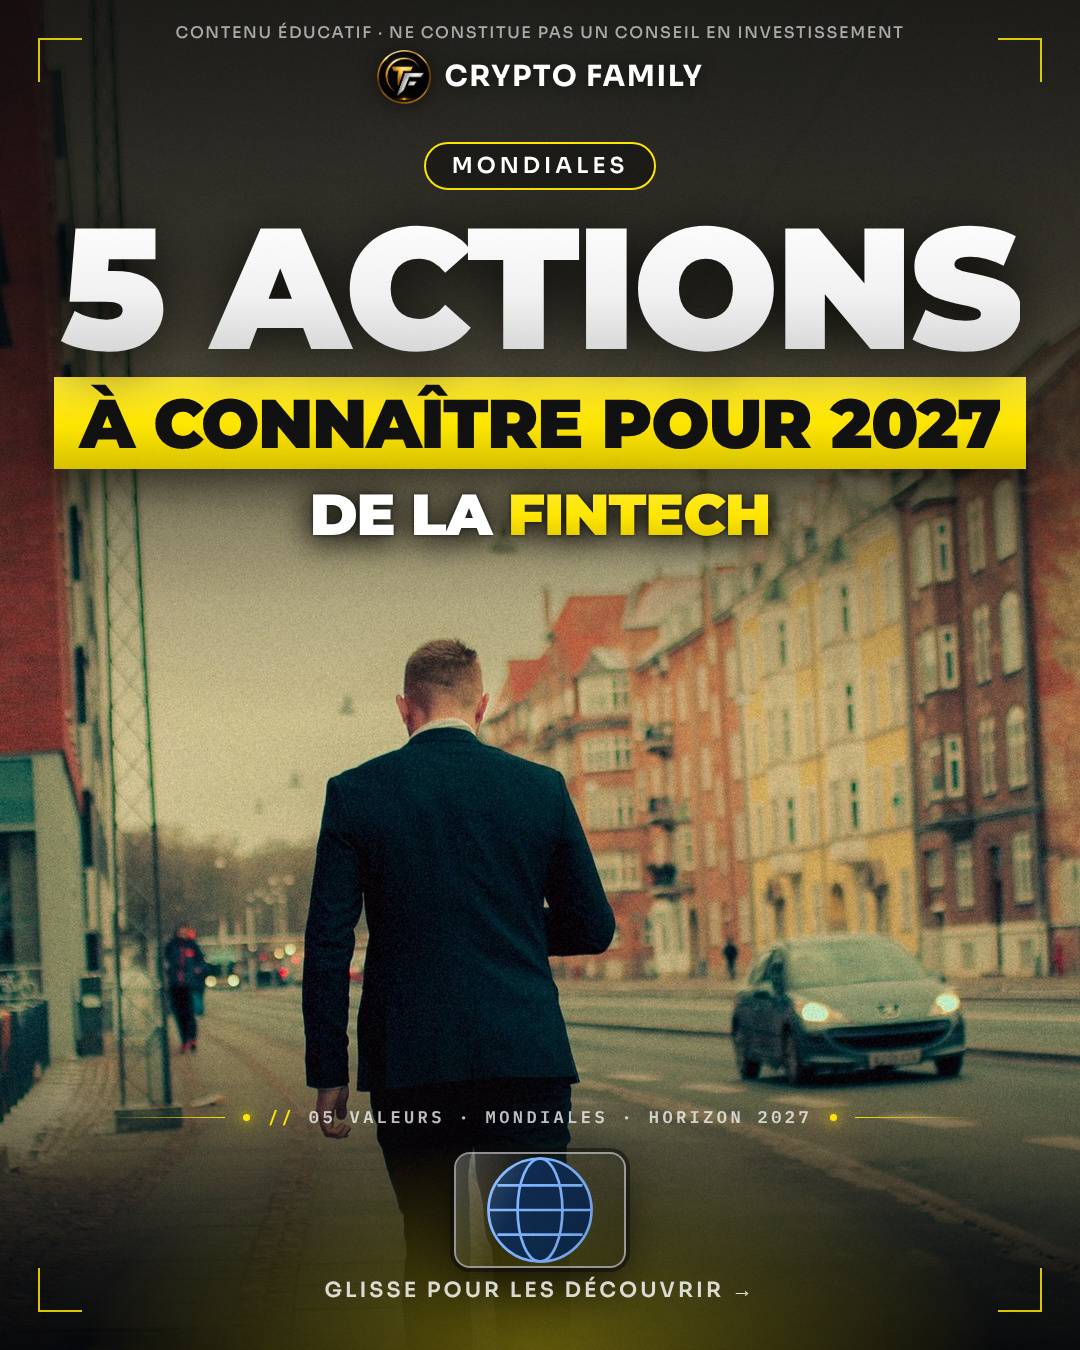 CONTENU ÉDUCATIF · NE CONSTITUE PAS UN CONSEIL EN INVESTISSEMENT
TF CRYPTO FAMILY
MONDIALES
5 ACTIONS
À CONNAÎTRE POUR 2027
DE LA FINTECH
// 05 VALEURS · MONDIALES · HORIZON 2027
GLISSE POUR LES DÉCOUVRIR →